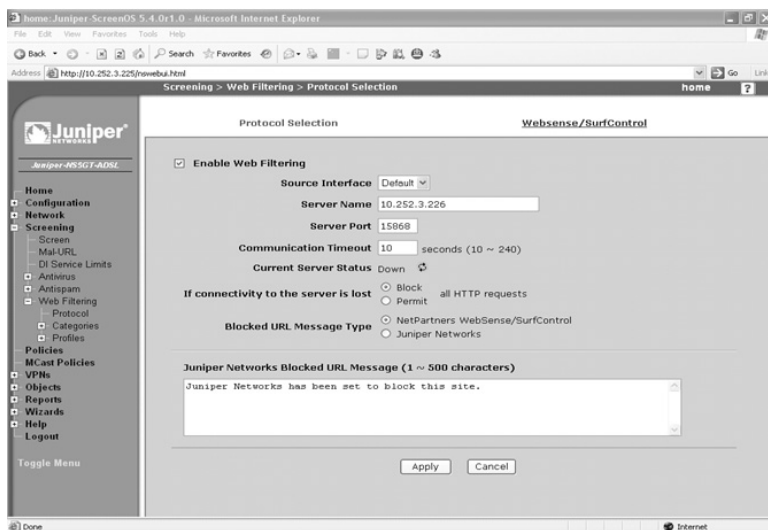 home:Juniper-ScreenOS 5.4.0r1.0 - Microsoft Internet Explorer
File Edit View Favorites Tools Help
Back Search Favorites
Address http://10.252.3.225/nswebui.html Go Links
Screening > Web Filtering > Protocol Selection home ?
Juniper
NETWORKS
Juniper-NS5GT-ADSL
Home
Configuration
Network
Screening
Screen
Mal-URL
DI Service Limits
Antivirus
Antispam
Web Filtering
Protocol
Categories
Profiles
Policies
MCast Policies
VPNs
Objects
Reports
Wizards
Help
Logout
Toggle Menu
Protocol Selection Websense/SurfControl
Enable Web Filtering
Source Interface Default
Server Name 10.252.3.226
Server Port 15868
Communication Timeout 10 seconds (10 ~ 240)
Current Server Status Down
If connectivity to the server is lost Block all HTTP requests
Permit
Blocked URL Message Type NetPartners WebSense/SurfControl
Juniper Networks
Juniper Networks Blocked URL Message (1 ~ 500 characters)
Juniper Networks has been set to block this site.
Apply Cancel
Done Internet